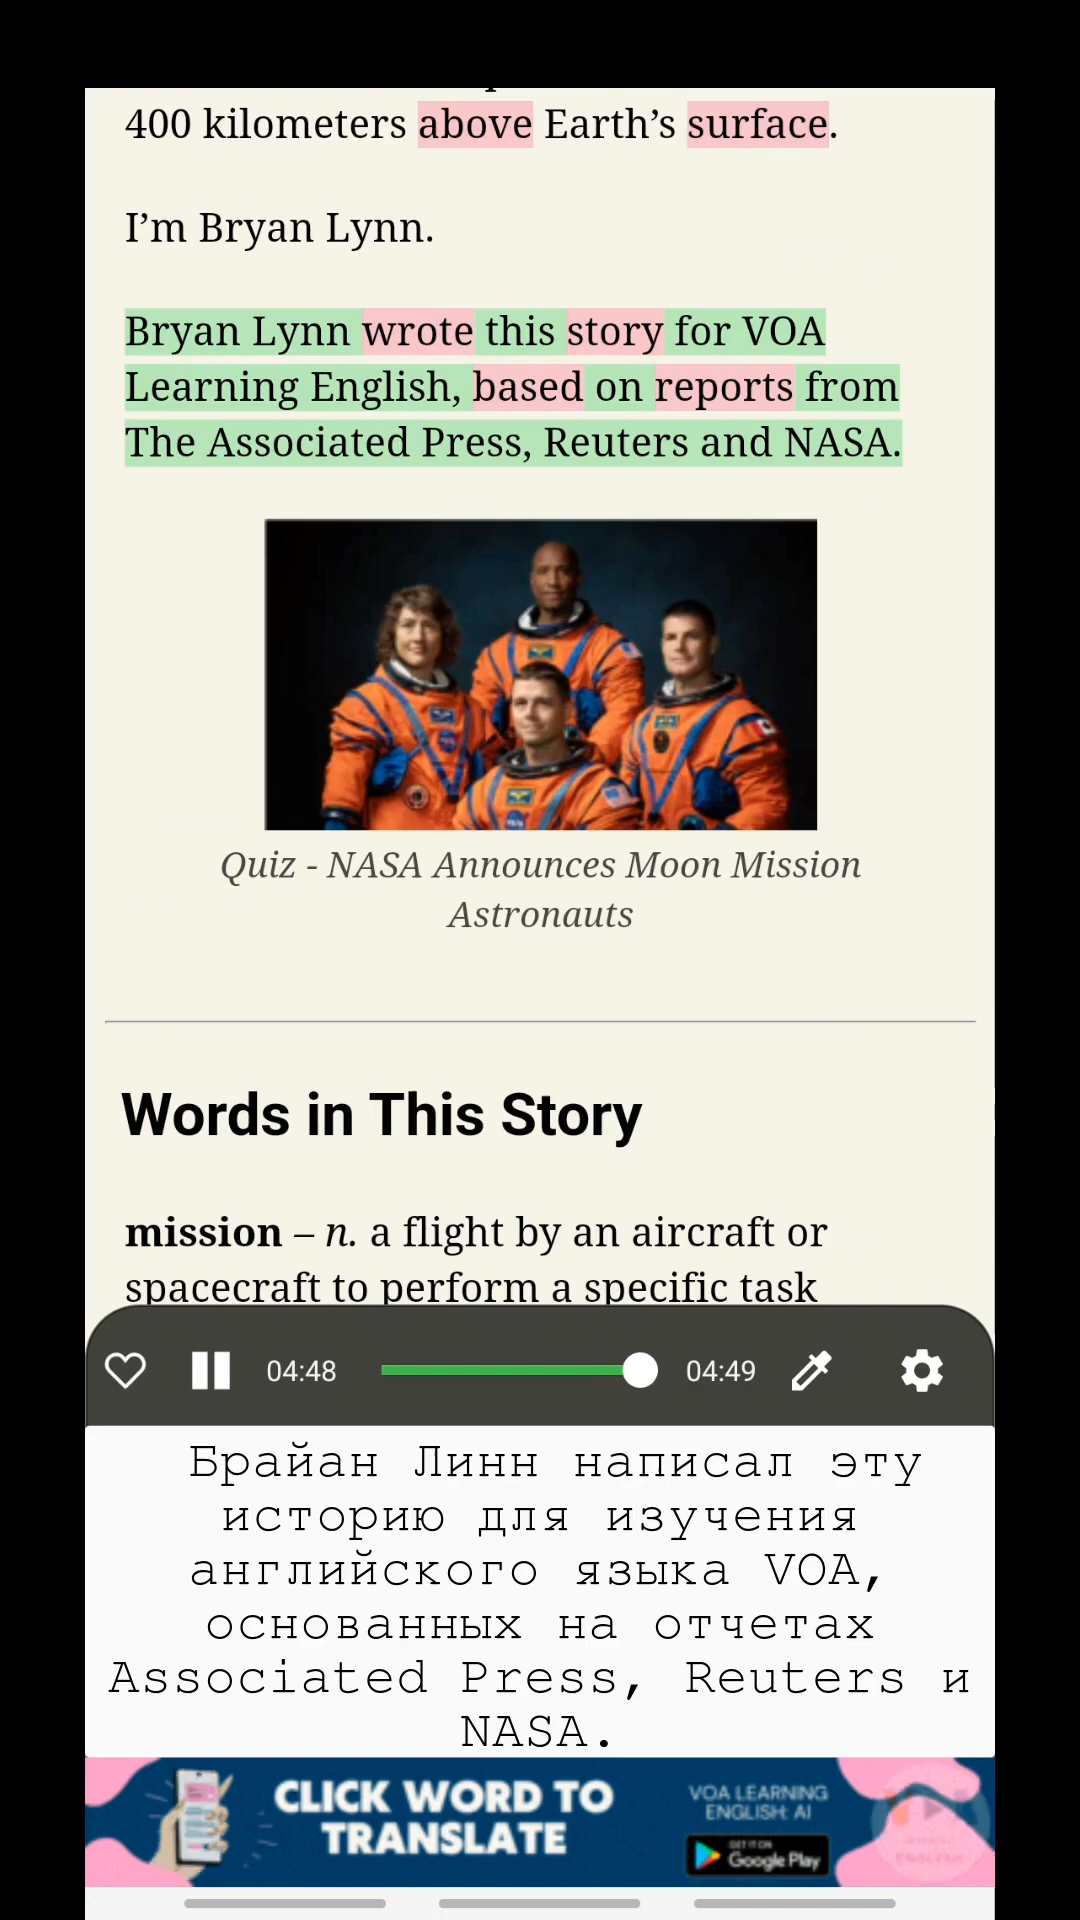 400 kilometers above Earth’s surface.
I’m Bryan Lynn.
Bryan Lynn wrote this story for VOA
Learning English, based on reports from
The Associated Press, Reuters and NASA.
Quiz - NASA Announces Moon Mission
Astronauts
Words in This Story
mission – n. a flight by an aircraft or
spacecraft to perform a specific task
04:48
04:49
Брайан Линн написал эту
историю для изучения
английского языка VOA,
основанных на отчетах
Associated Press, Reuters и
NASA.
CLICK WORD TO
TRANSLATE
VOA LEARNING
ENGLISH: AI
GET IT ON
Google Play